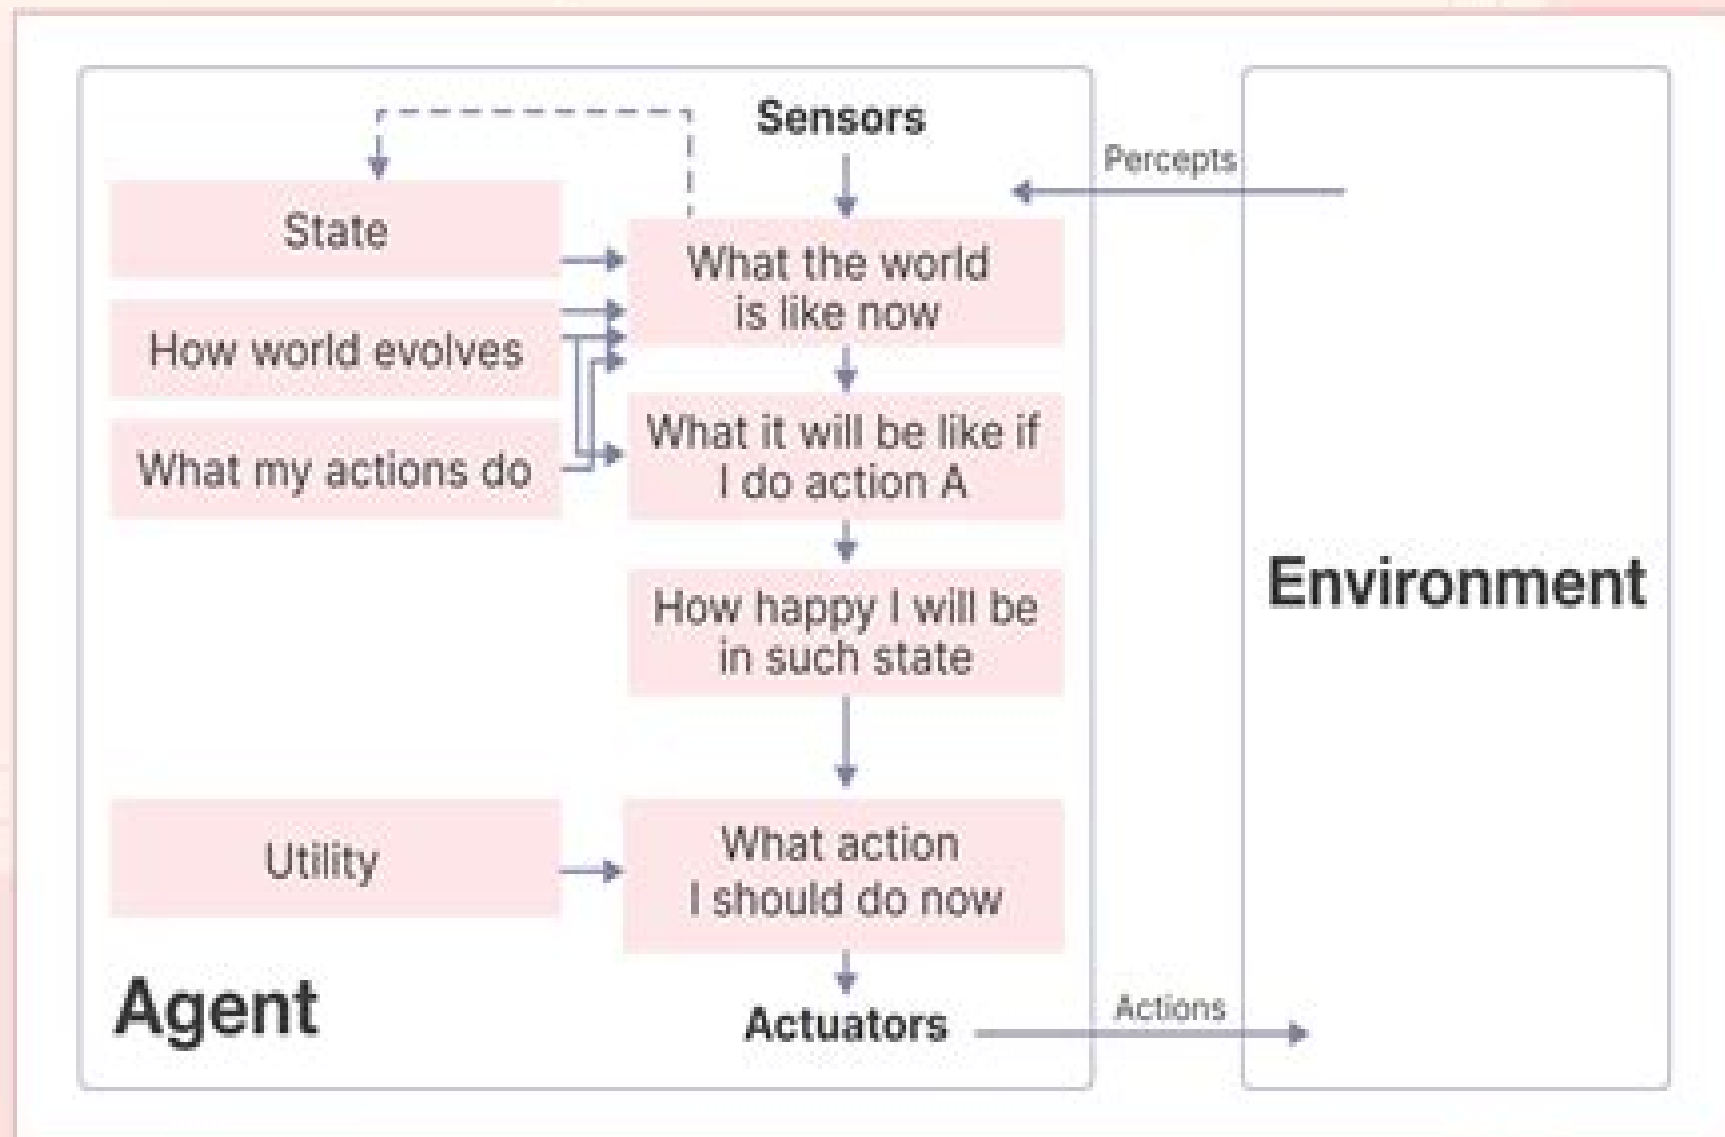 Sensors
Percepts
State
What the world
is like now
How world evolves
What it will be like if
I do action A
What my actions do
How happy I will be
in such state
Environment
Utility
What action
I should do now
Agent
Actuators
Actions